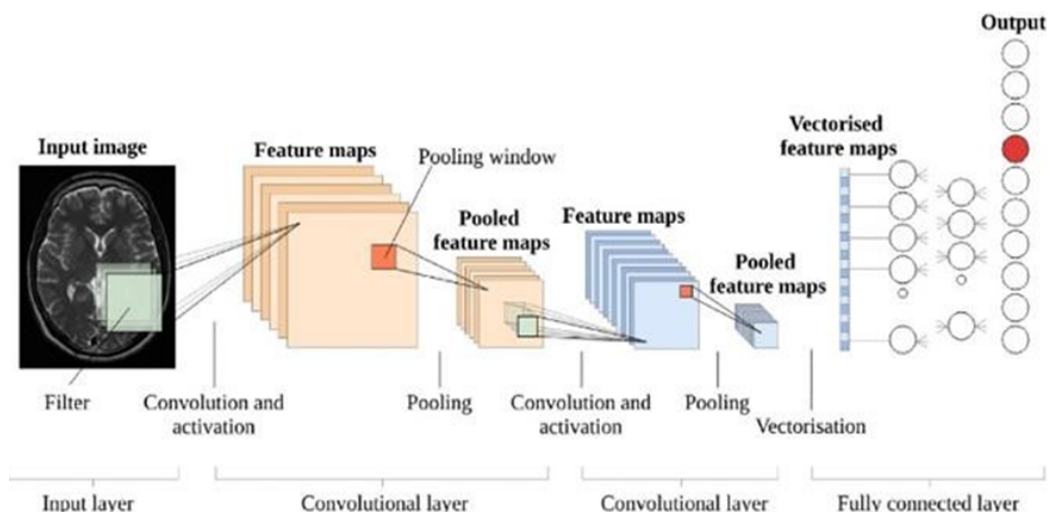 Output
Vectorised
feature maps
Input image
Feature maps
Pooling window
Pooled
feature maps
Feature maps
Pooled
feature maps
Filter
Convolution and
activation
Pooling
Convolution and
activation
Pooling
Vectorisation
Input layer
Convolutional layer
Convolutional layer
Fully connected layer